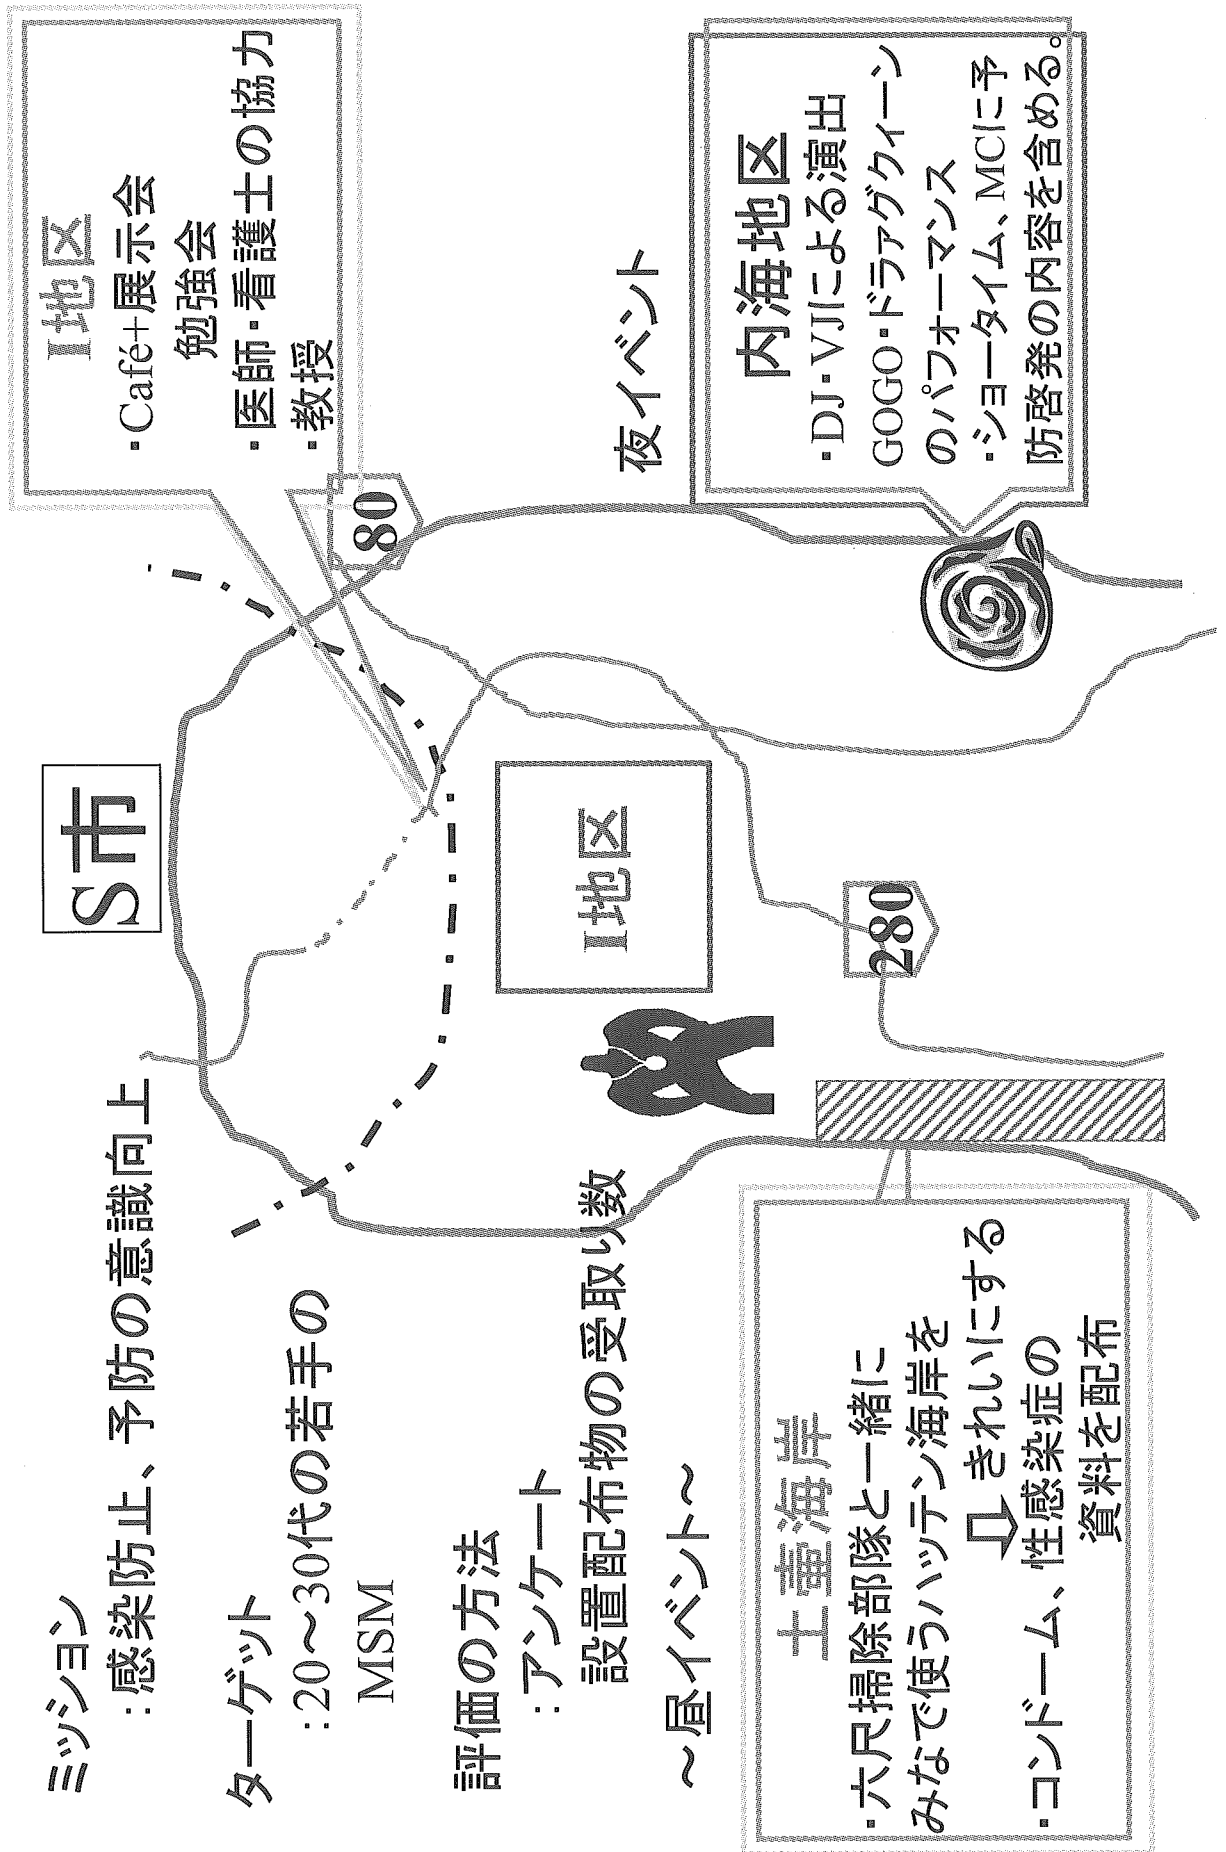 S市
ミッション
:感染防止、予防の意識向上
ターゲット
:20～30代の若手の
MSM
評価の方法
:アンケート
設置配布物の受取り数
～昼イベント～
土壷海岸
・六尺掃除部隊と一緒に
みなで使うハッテン海岸を
きれいにする
・コンドーム、性感染症の
資料を配布
I地区
280
80
I地区
・Café+展示会
勉強会
・医師・看護士の協力
・教授
夜イベント
内海地区
・DJ・VJによる演出
GOGO・ドラァグクィーン
のパフォーマンス
・ショータイム、MCに予
防啓発の内容を含める。